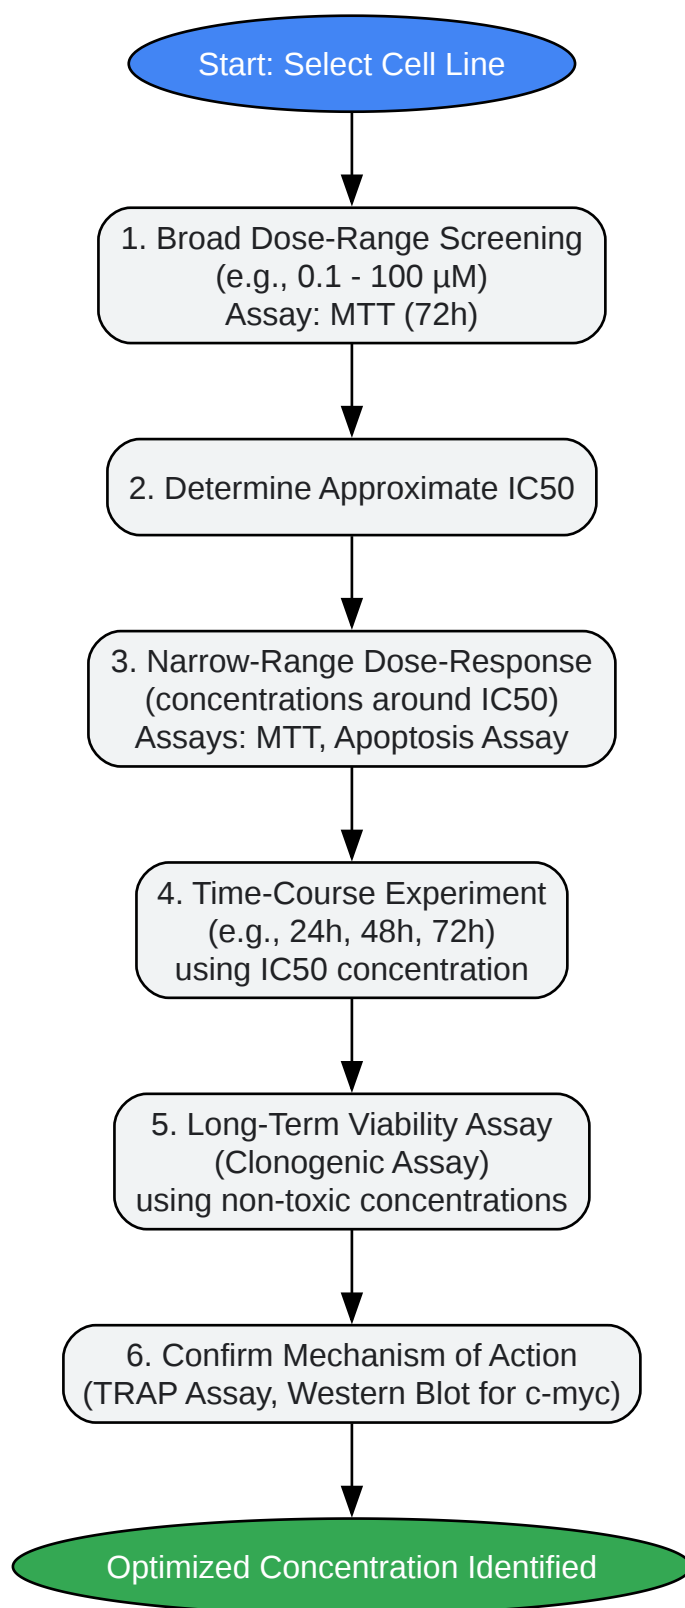 Start: Select Cell Line
1. Broad Dose-Range Screening
(e.g., 0.1 - 100 µM)
Assay: MTT (72h)
2. Determine Approximate IC50
3. Narrow-Range Dose-Response
(concentrations around IC50)
Assays: MTT, Apoptosis Assay
4. Time-Course Experiment
(e.g., 24h, 48h, 72h)
using IC50 concentration
5. Long-Term Viability Assay
(Clonogenic Assay)
using non-toxic concentrations
6. Confirm Mechanism of Action
(TRAP Assay, Western Blot for c-myc)
Optimized Concentration Identified